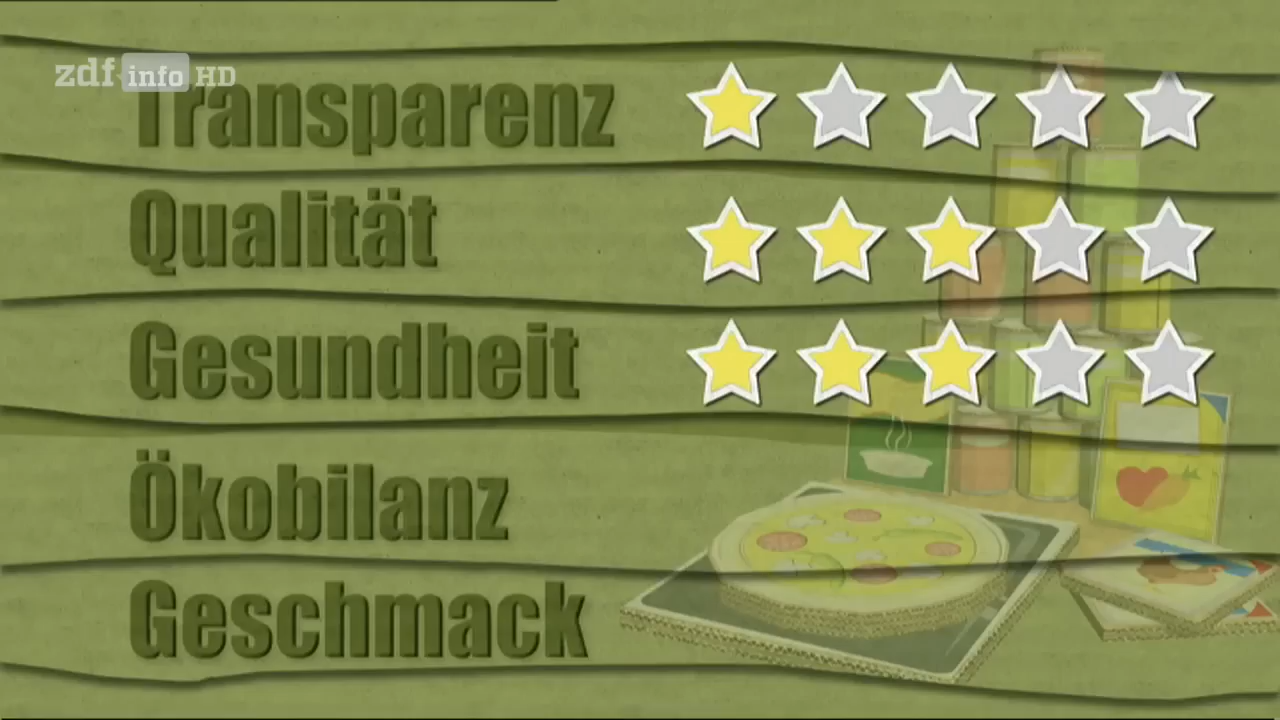 zdf info HD
Transparenz
Qualität
Gesundheit
Ökobilanz
Geschmack